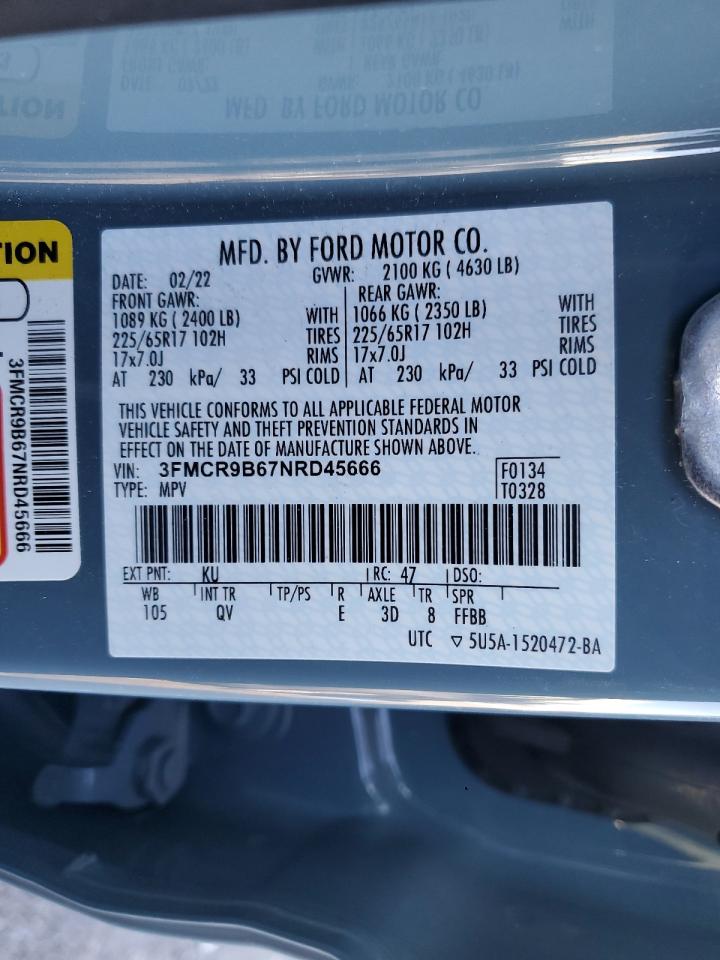 MFD. BY FORD MOTOR CO.
DATE: 02/22 GVWR: 2100 KG ( 4630 LB)
FRONT GAWR: REAR GAWR:
1089 KG ( 2400 LB) WITH 1066 KG ( 2350 LB) WITH
225/65R17 102H TIRES 225/65R17 102H TIRES
17x7.0J RIMS 17x7.0J RIMS
AT 230 kPa/ 33 PSI COLD AT 230 kPa/ 33 PSI COLD
THIS VEHICLE CONFORMS TO ALL APPLICABLE FEDERAL MOTOR
VEHICLE SAFETY AND THEFT PREVENTION STANDARDS IN
EFFECT ON THE DATE OF MANUFACTURE SHOWN ABOVE.
VIN: 3FMCR9B67NRD45666 F0134
TYPE: MPV T0328
EXT PNT: KU RC: 47 DSO:
WB INT TR TP/PS R AXLE TR SPR
105 QV E 3D 8 FFBB
UTC ▽ 5U5A-1520472-BA
TION
3FMCR9B67NRD45666